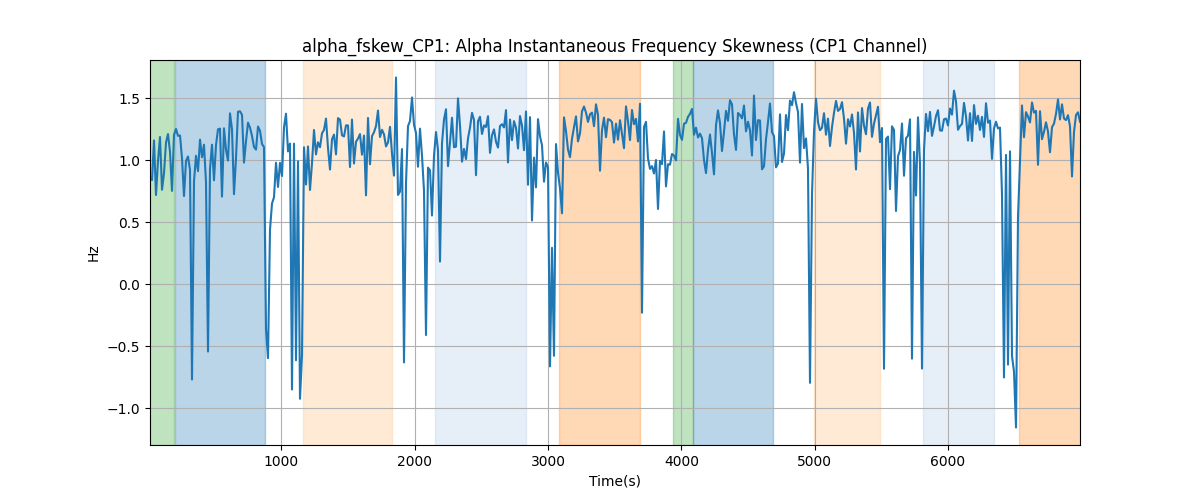 alpha_fskew_CP1: Alpha Instantaneous Frequency Skewness (CP1 Channel)
Hz
1.5
1.0
0.5
0.0
−0.5
−1.0
1000 2000 3000 4000 5000 6000
Time(s)